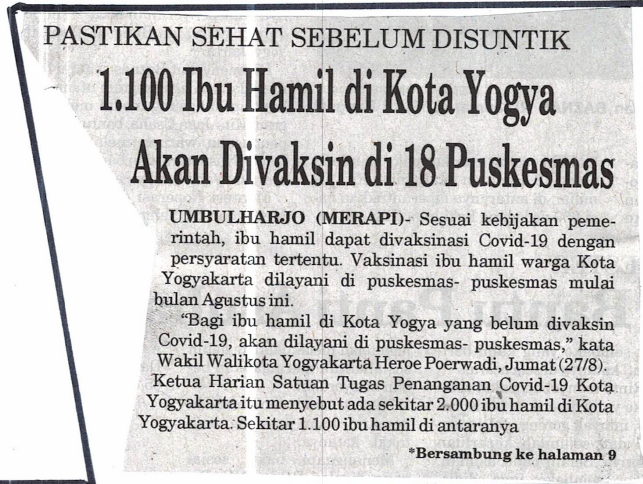 PASTIKAN SEHAT SEBELUM DISUNTIK
1.100 Ibu Hamil di Kota Yogya
Akan Divaksin di 18 Puskesmas
UMBULHARJO (MERAPI)- Sesuai kebijakan peme-
rintah, ibu hamil dapat divaksinasi Covid-19 dengan
persyaratan tertentu. Vaksinasi ibu hamil warga Kota
Yogyakarta dilayani di puskesmas- puskesmas mulai
bulan Agustus ini.
“Bagi ibu hamil di Kota Yogya yang belum divaksin
Covid-19, akan dilayani di puskesmas- puskesmas,” kata
Wakil Walikota Yogyakarta Heroe Poerwadi, Jumat (27/8).
Ketua Harian Satuan Tugas Penanganan Covid-19 Kota
Yogyakarta itu menyebut ada sekitar 2.000 ibu hamil di Kota
Yogyakarta. Sekitar 1.100 ibu hamil di antaranya
*Bersambung ke halaman 9